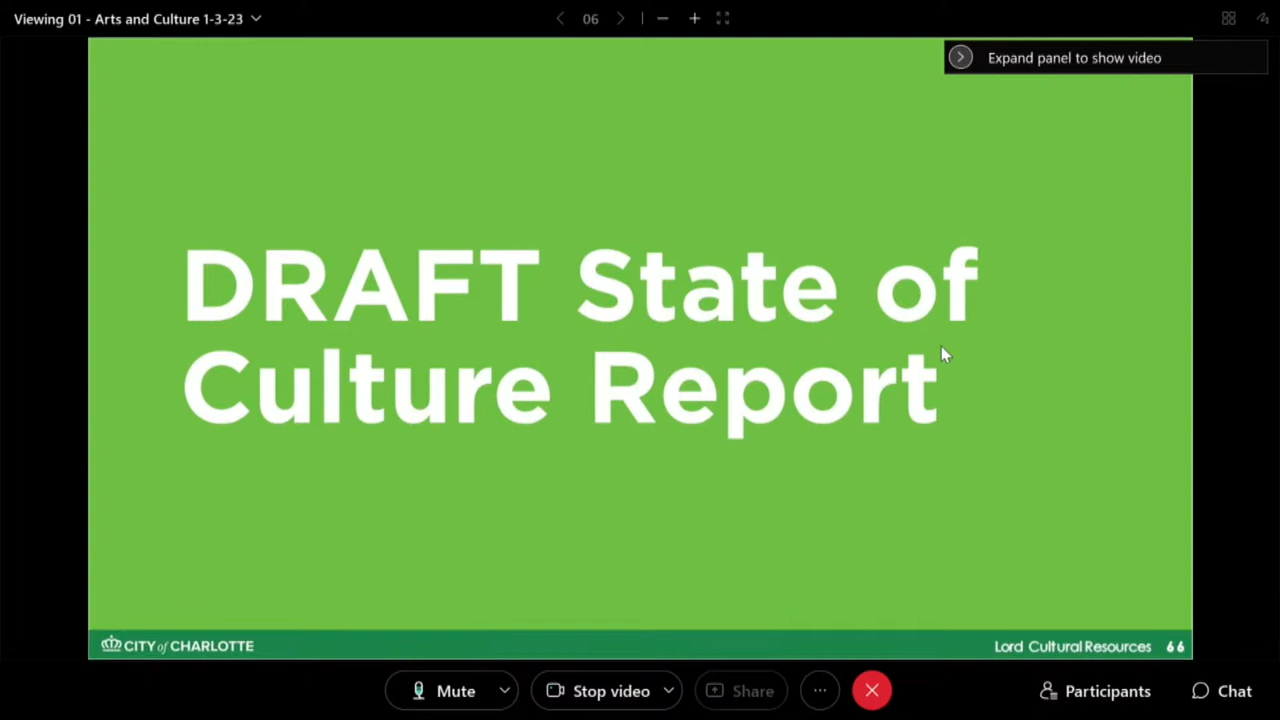 Viewing 01 - Arts and Culture 1-3-23
06
Expand panel to show video
DRAFT State of
Culture Report
CITY of CHARLOTTE
Lord Cultural Resources 66
Mute
Stop video
Share
Participants
Chat